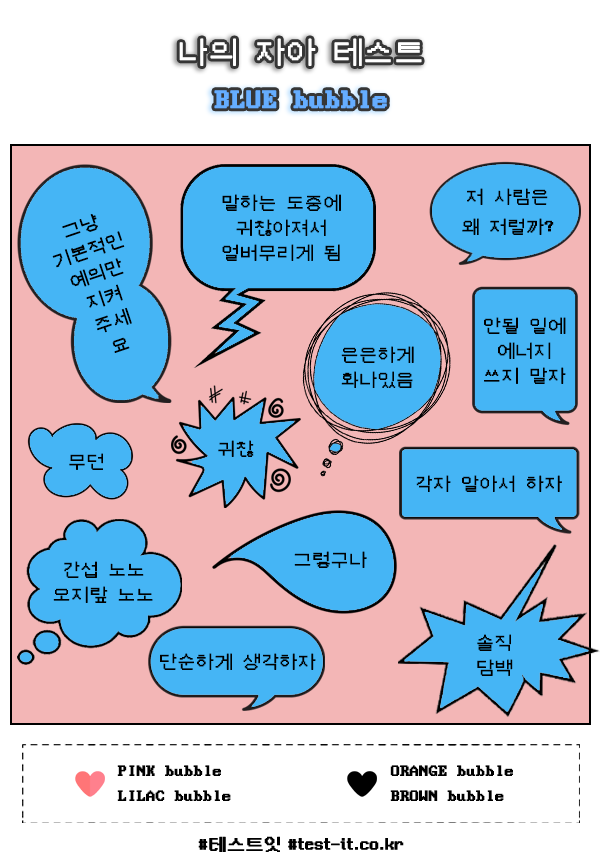 나의 자아 테스트
BLUE bubble
그냥
기본적인
예의만
지켜
주세
요
말하는 도중에
귀찮아져서
얼버무리게 됨
저 사람은
왜 저럴까?
은은하게
화나있음
안될 일에
에너지
쓰지 말자
무던
귀찮
각자 알아서 하자
간섭 노노
오지랖 노노
그렇구나
솔직
담백
단순하게 생각하자
PINK bubble
LILAC bubble
ORANGE bubble
BROWN bubble
#테스트잇 #test-it.co.kr